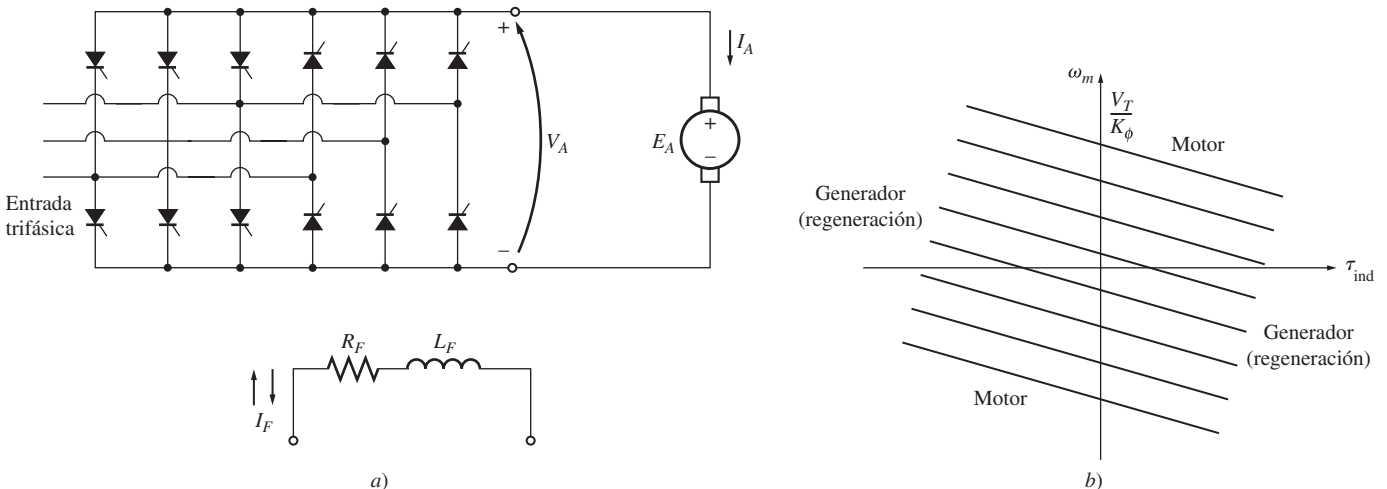 +
V_A
−
I_A
+
E_A
−
Entrada
trifásica
R_F
L_F
I_F
a)
ω_m
V_T
K_ϕ
Motor
Generador
(regeneración)
τ_ind
Generador
(regeneración)
Motor
b)